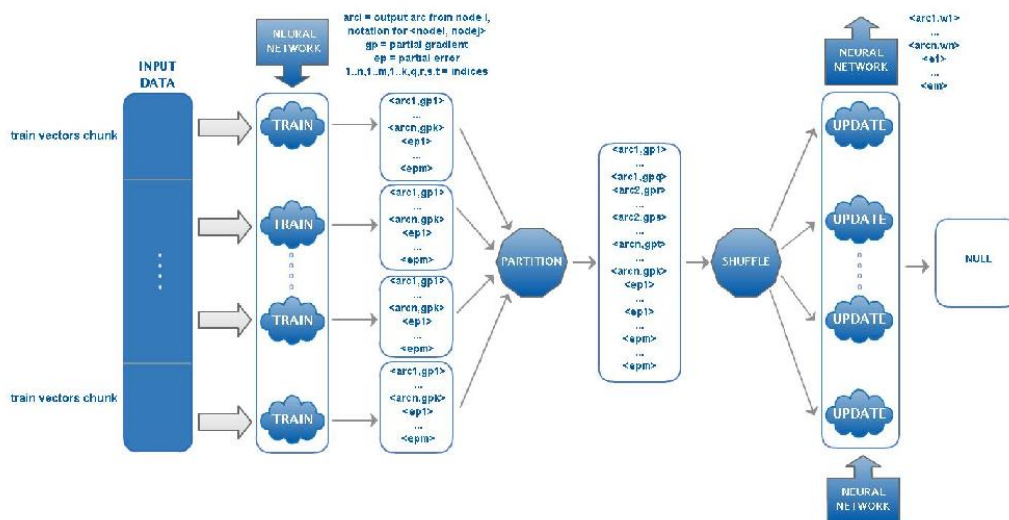 arci = output arc from node i,
notation for <nodei, nodej>
gp = partial gradient
ep = partial error
1..n,1..m,1..k,q,r,s,t = indices
NEURAL
NETWORK
INPUT
DATA
train vectors chunk
train vectors chunk
TRAIN
TRAIN
TRAIN
TRAIN
<arc1,gp1>
...
<arcn,gpk>
<ep1>
...
<epm>
<arc1,gp1>
...
<arcn,gpk>
<ep1>
...
<epm>
<arc1,gp1>
...
<arcn,gpk>
<ep1>
...
<epm>
<arc1,gp1>
...
<arcn,gpk>
<ep1>
...
<epm>
PARTITION
<arc1,gp1>
...
<arc1,gpq>
<arc2,gpr>
...
<arc2,gps>
...
<arcn,gpt>
...
<arcn,gpk>
<ep1>
...
<ep1>
...
<epm>
...
<epm>
SHUFFLE
NEURAL
NETWORK
<arc1,w1>
...
<arcn,wn>
<e1>
...
<em>
UPDATE
UPDATE
UPDATE
UPDATE
NEURAL
NETWORK
NULL